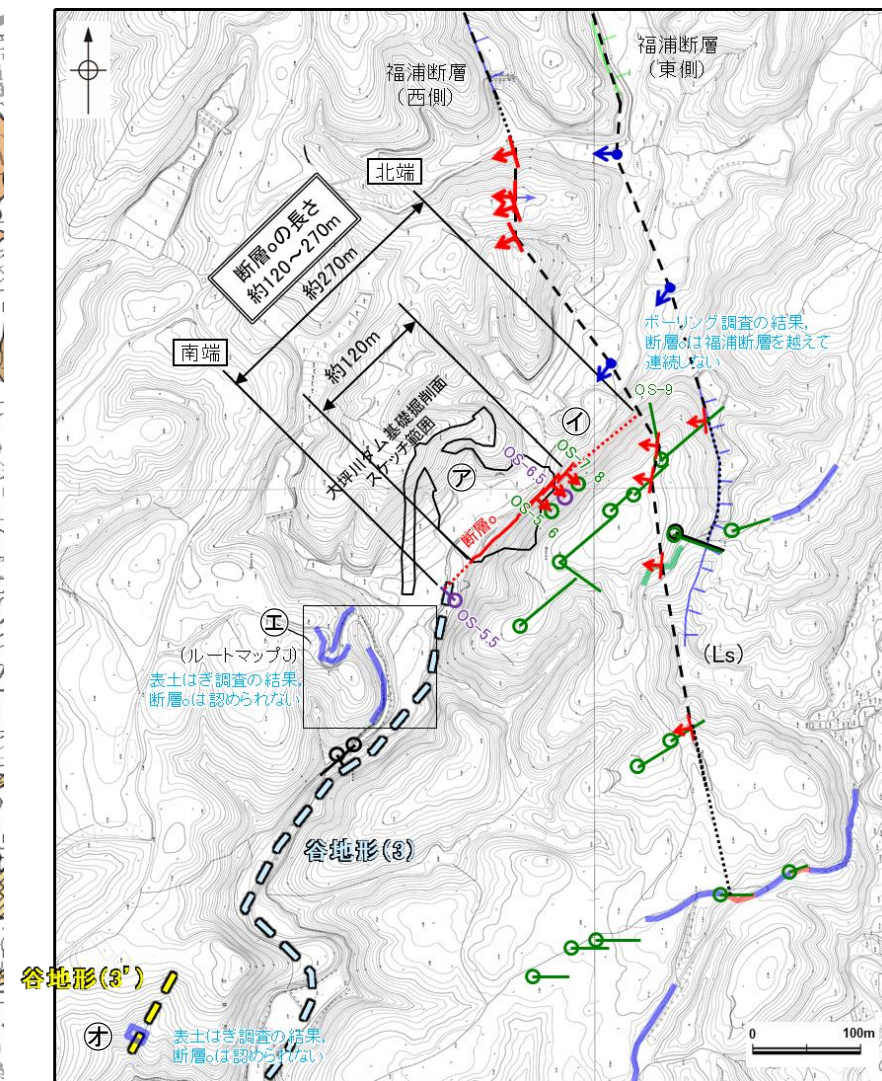 福浦断層
(西側)
福浦断層
(東側)
北端
断層oの長さ
約120~270m
約270m
南端
約120m
大坪川ダム基礎掘削面
スケッチ範囲
ボーリング調査の結果,
断層oは福浦断層を越えて
連続しない
OS-9
イ
OS-7, 8
OS-6.5
ア
OS-5, 6
断層o
OS-5.5
エ
(ルートマップJ)
表土はぎ調査の結果,
断層oは認められない
(Ls)
谷地形(3)
谷地形(3’)
オ
表土はぎ調査の結果,
断層oは認められない
0 100m